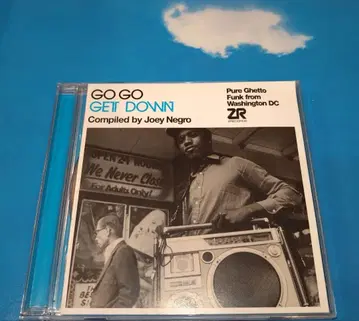 GO GO
GET DOWN
Compiled by Joey Negro
Pure Ghetto
Funk from
Washington DC
ZR
OPEN 24 HOURS
We Never Close
For Adults Only!